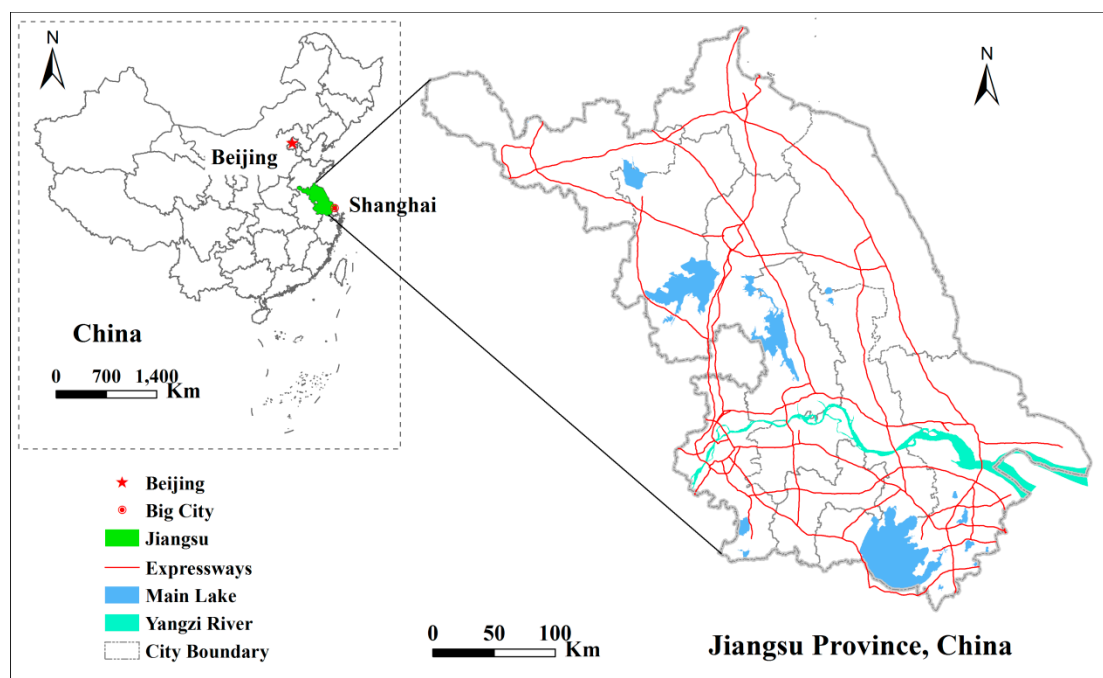 N
Beijing
Shanghai
China
0 700 1,400
Km
N
Beijing
Big City
Jiangsu
Expressways
Main Lake
Yangzi River
City Boundary
0 50 100
Km
Jiangsu Province, China